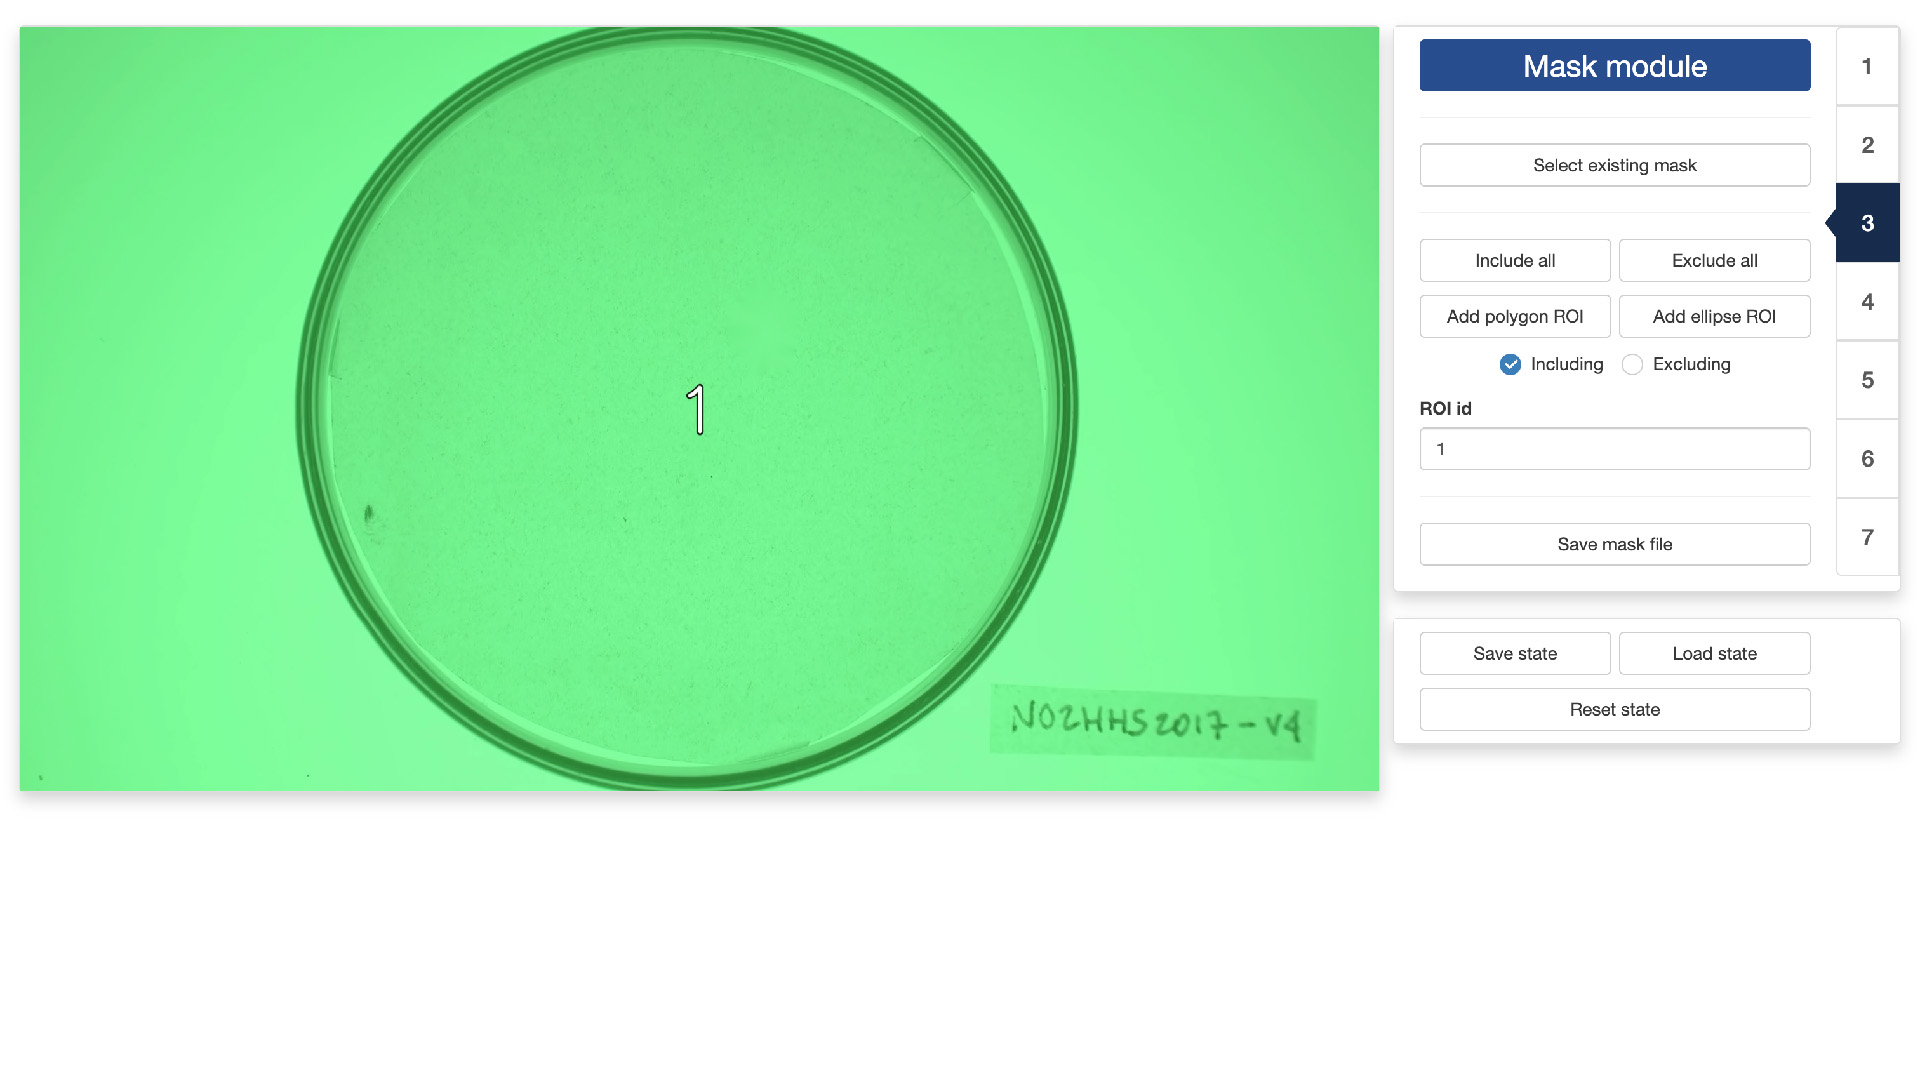 Mask module
1
2
3
4
5
6
7
Select existing mask
Include all
Exclude all
Add polygon ROI
Add ellipse ROI
Including
Excluding
ROI id
1
Save mask file
Save state
Load state
Reset state
1
NO2HHS2017-V4